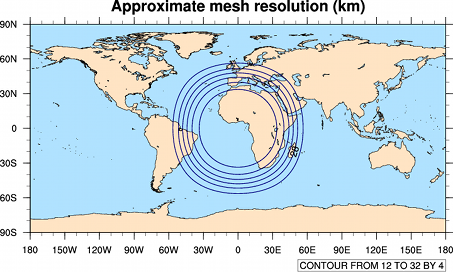 Approximate mesh resolution (km)
90N
60N
30N
0
30S
60S
90S
180 150W 120W 90W 60W 30W 0 30E 60E 90E 120E 150E 180
CONTOUR FROM 12 TO 32 BY 4